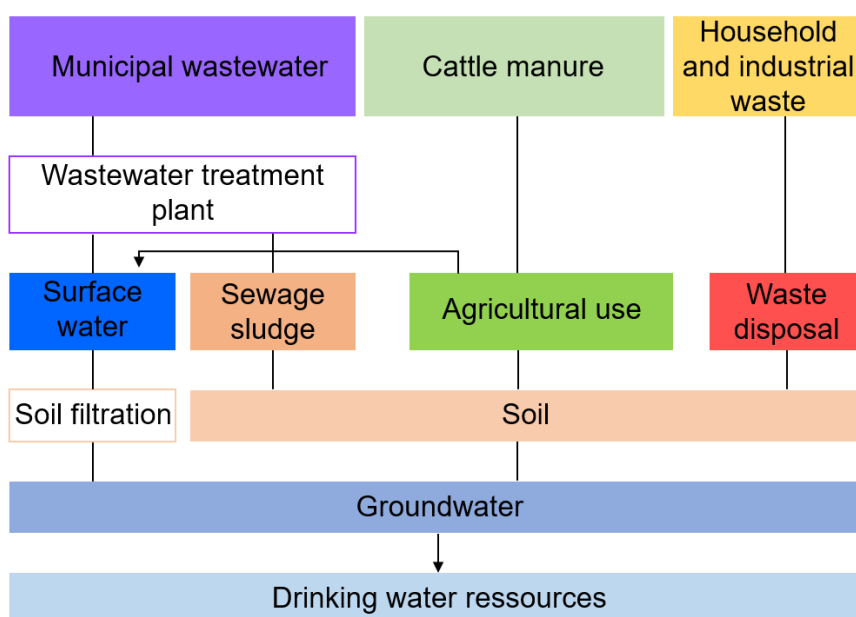 Municipal wastewater
Cattle manure
Household
and industrial
waste
Wastewater treatment
plant
Surface
water
Sewage
sludge
Agricultural use
Waste
disposal
Soil filtration
Soil
Groundwater
Drinking water ressources